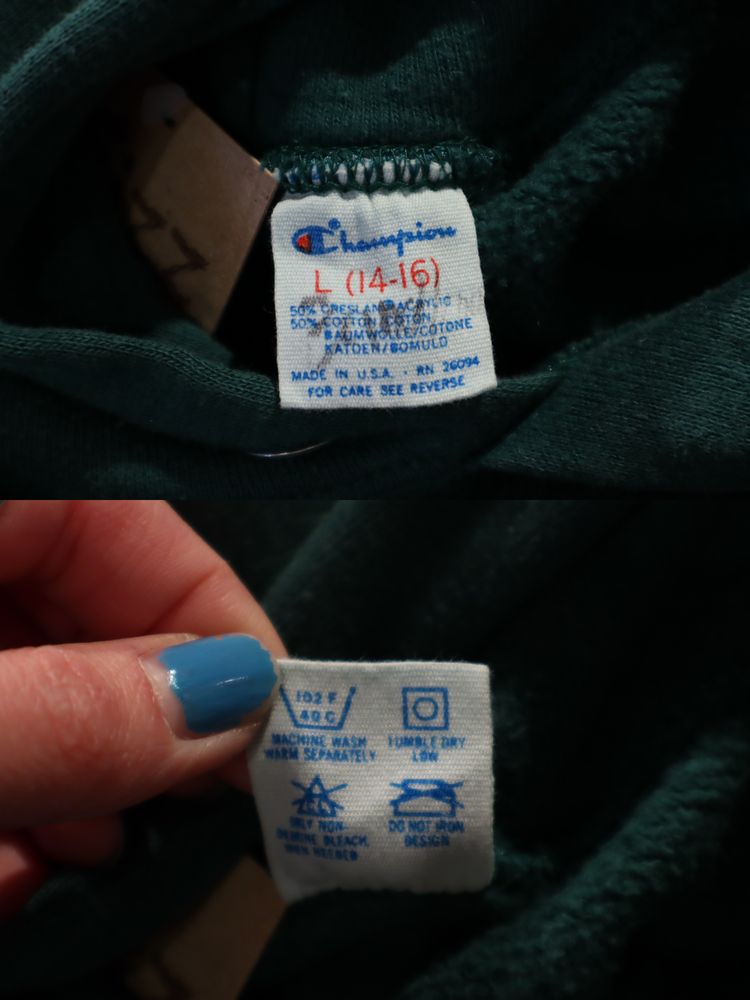 Champion
L (14-16)
50% CRESLAN ACRYLIC
50% COTTON COTON
BAUMWOLLE/COTONE
KATOEN/BOMULD
MADE IN U.S.A. · RN 26094
FOR CARE SEE REVERSE
102 F
40 C
MACHINE WASH
WARM SEPARATELY
TUMBLE DRY
LOW
CL
ONLY NON-
CHLORINE BLEACH
WHEN NEEDED
DO NOT IRON
DESIGN